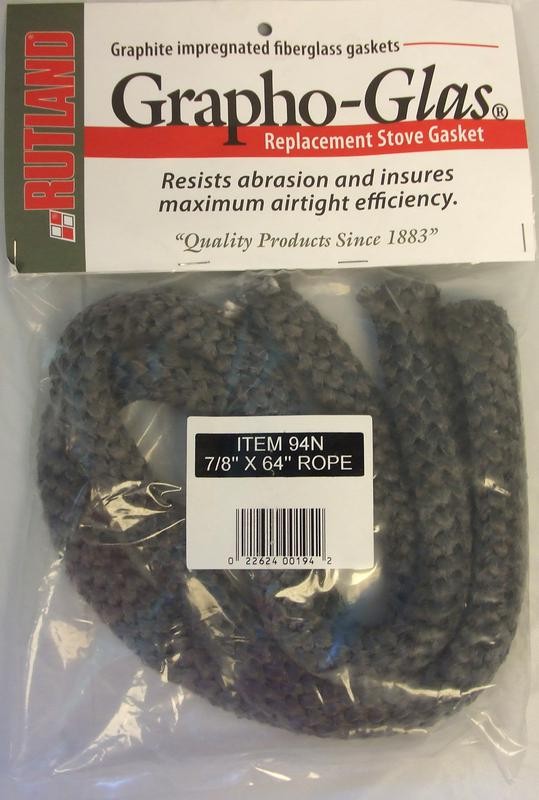 RUTLAND®
Graphite impregnated fiberglass gaskets
Grapho-Glas®
Replacement Stove Gasket
Resists abrasion and insures
maximum airtight efficiency.
“Quality Products Since 1883”
ITEM 94N
7/8" X 64" ROPE
0 22624 00194 2